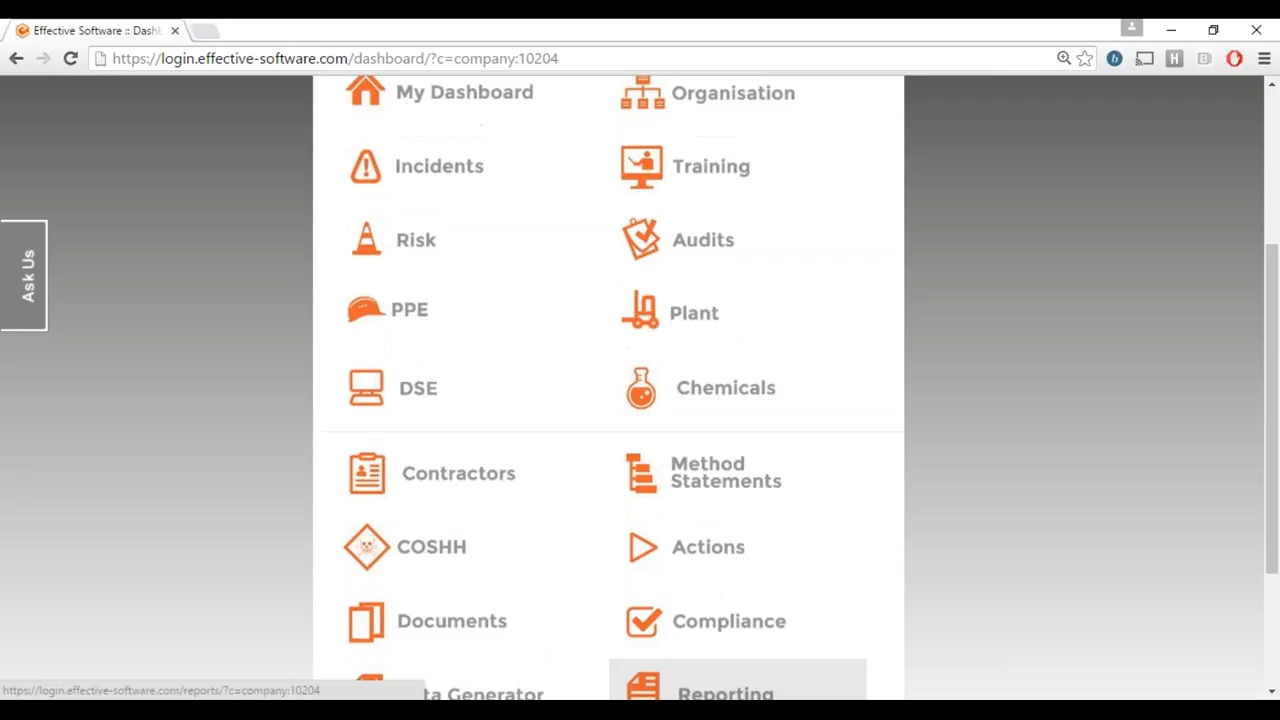 Effective Software :: Dash
https://login.effective-software.com/dashboard/?c=company:10204
My Dashboard
Organisation
Incidents
Training
Risk
Audits
Ask Us
PPE
Plant
DSE
Chemicals
Contractors
Method
Statements
COSHH
Actions
Documents
Compliance
https://login.effective-software.com/reports/?c=company:10204
ta Generator
Reporting